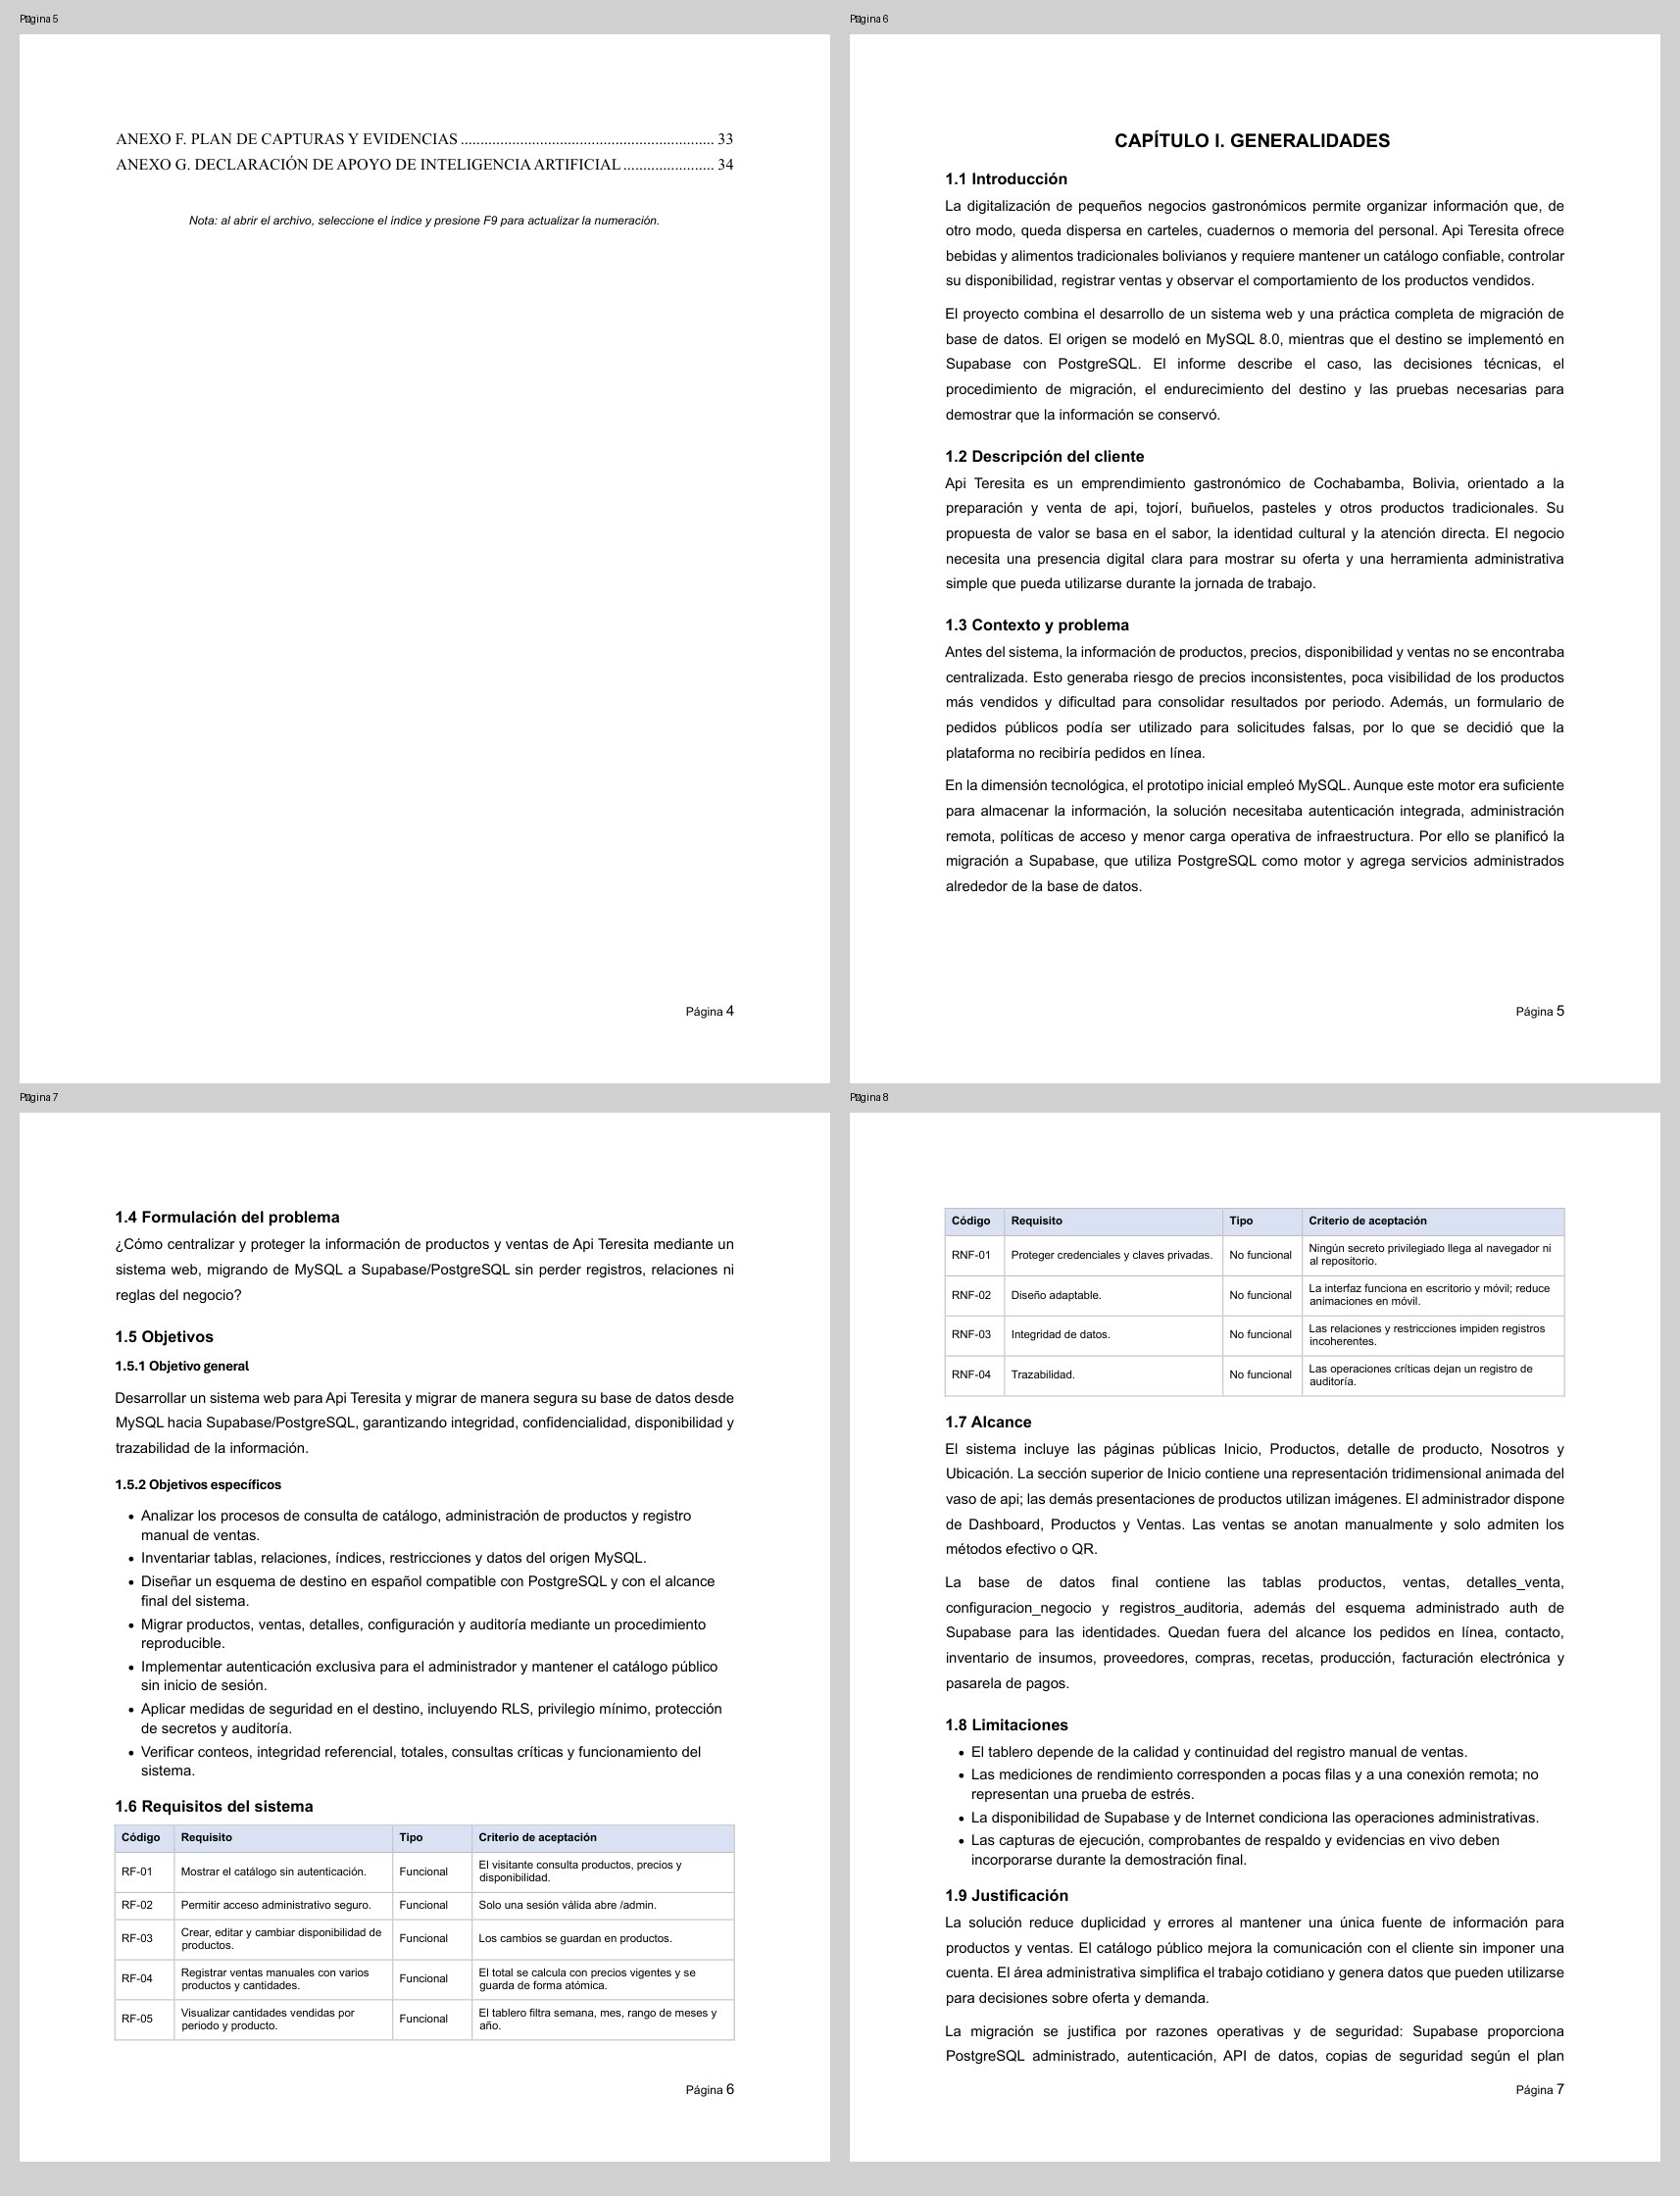 Página 5
ANEXO F. PLAN DE CAPTURAS Y EVIDENCIAS ................................................................ 33
ANEXO G. DECLARACIÓN DE APOYO DE INTELIGENCIA ARTIFICIAL ....................... 34
Nota: al abrir el archivo, seleccione el índice y presione F9 para actualizar la numeración.
Página 4
Página 6
CAPÍTULO I. GENERALIDADES
1.1 Introducción
La digitalización de pequeños negocios gastronómicos permite organizar información que, de
otro modo, queda dispersa en carteles, cuadernos o memoria del personal. Api Teresita ofrece
bebidas y alimentos tradicionales bolivianos y requiere mantener un catálogo confiable, controlar
su disponibilidad, registrar ventas y observar el comportamiento de los productos vendidos.
El proyecto combina el desarrollo de un sistema web y una práctica completa de migración de
base de datos. El origen se modeló en MySQL 8.0, mientras que el destino se implementó en
Supabase con PostgreSQL. El informe describe el caso, las decisiones técnicas, el
procedimiento de migración, el endurecimiento del destino y las pruebas necesarias para
demostrar que la información se conservó.
1.2 Descripción del cliente
Api Teresita es un emprendimiento gastronómico de Cochabamba, Bolivia, orientado a la
preparación y venta de api, tojorí, buñuelos, pasteles y otros productos tradicionales. Su
propuesta de valor se basa en el sabor, la identidad cultural y la atención directa. El negocio
necesita una presencia digital clara para mostrar su oferta y una herramienta administrativa
simple que pueda utilizarse durante la jornada de trabajo.
1.3 Contexto y problema
Antes del sistema, la información de productos, precios, disponibilidad y ventas no se encontraba
centralizada. Esto generaba riesgo de precios inconsistentes, poca visibilidad de los productos
más vendidos y dificultad para consolidar resultados por periodo. Además, un formulario de
pedidos públicos podía ser utilizado para solicitudes falsas, por lo que se decidió que la
plataforma no recibiría pedidos en línea.
En la dimensión tecnológica, el prototipo inicial empleó MySQL. Aunque este motor era suficiente
para almacenar la información, la solución necesitaba autenticación integrada, administración
remota, políticas de acceso y menor carga operativa de infraestructura. Por ello se planificó la
migración a Supabase, que utiliza PostgreSQL como motor y agrega servicios administrados
alrededor de la base de datos.
Página 5
Página 7
1.4 Formulación del problema
¿Cómo centralizar y proteger la información de productos y ventas de Api Teresita mediante un
sistema web, migrando de MySQL a Supabase/PostgreSQL sin perder registros, relaciones ni
reglas del negocio?
1.5 Objetivos
1.5.1 Objetivo general
Desarrollar un sistema web para Api Teresita y migrar de manera segura su base de datos desde
MySQL hacia Supabase/PostgreSQL, garantizando integridad, confidencialidad, disponibilidad y
trazabilidad de la información.
1.5.2 Objetivos específicos
• Analizar los procesos de consulta de catálogo, administración de productos y registro
manual de ventas.
• Inventariar tablas, relaciones, índices, restricciones y datos del origen MySQL.
• Diseñar un esquema de destino en español compatible con PostgreSQL y con el alcance
final del sistema.
• Migrar productos, ventas, detalles, configuración y auditoría mediante un procedimiento
reproducible.
• Implementar autenticación exclusiva para el administrador y mantener el catálogo público
sin inicio de sesión.
• Aplicar medidas de seguridad en el destino, incluyendo RLS, privilegio mínimo, protección
de secretos y auditoría.
• Verificar conteos, integridad referencial, totales, consultas críticas y funcionamiento del
sistema.
1.6 Requisitos del sistema
Código Requisito Tipo Criterio de aceptación
RF-01 Mostrar el catálogo sin autenticación. Funcional El visitante consulta productos, precios y
disponibilidad.
RF-02 Permitir acceso administrativo seguro. Funcional Solo una sesión válida abre /admin.
RF-03 Crear, editar y cambiar disponibilidad de
productos. Funcional Los cambios se guardan en productos.
RF-04 Registrar ventas manuales con varios
productos y cantidades. Funcional El total se calcula con precios vigentes y se
guarda de forma atómica.
RF-05 Visualizar cantidades vendidas por
periodo y producto. Funcional El tablero filtra semana, mes, rango de meses y
año.
Página 6
Página 8
Código Requisito Tipo Criterio de aceptación
RNF-01 Proteger credenciales y claves privadas. No funcional Ningún secreto privilegiado llega al navegador ni
al repositorio.
RNF-02 Diseño adaptable. No funcional La interfaz funciona en escritorio y móvil; reduce
animaciones en móvil.
RNF-03 Integridad de datos. No funcional Las relaciones y restricciones impiden registros
incoherentes.
RNF-04 Trazabilidad. No funcional Las operaciones críticas dejan un registro de
auditoría.
1.7 Alcance
El sistema incluye las páginas públicas Inicio, Productos, detalle de producto, Nosotros y
Ubicación. La sección superior de Inicio contiene una representación tridimensional animada del
vaso de api; las demás presentaciones de productos utilizan imágenes. El administrador dispone
de Dashboard, Productos y Ventas. Las ventas se anotan manualmente y solo admiten los
métodos efectivo o QR.
La base de datos final contiene las tablas productos, ventas, detalles_venta,
configuracion_negocio y registros_auditoria, además del esquema administrado auth de
Supabase para las identidades. Quedan fuera del alcance los pedidos en línea, contacto,
inventario de insumos, proveedores, compras, recetas, producción, facturación electrónica y
pasarela de pagos.
1.8 Limitaciones
• El tablero depende de la calidad y continuidad del registro manual de ventas.
• Las mediciones de rendimiento corresponden a pocas filas y a una conexión remota; no
representan una prueba de estrés.
• La disponibilidad de Supabase y de Internet condiciona las operaciones administrativas.
• Las capturas de ejecución, comprobantes de respaldo y evidencias en vivo deben
incorporarse durante la demostración final.
1.9 Justificación
La solución reduce duplicidad y errores al mantener una única fuente de información para
productos y ventas. El catálogo público mejora la comunicación con el cliente sin imponer una
cuenta. El área administrativa simplifica el trabajo cotidiano y genera datos que pueden utilizarse
para decisiones sobre oferta y demanda.
La migración se justifica por razones operativas y de seguridad: Supabase proporciona
PostgreSQL administrado, autenticación, API de datos, copias de seguridad según el plan
Página 7